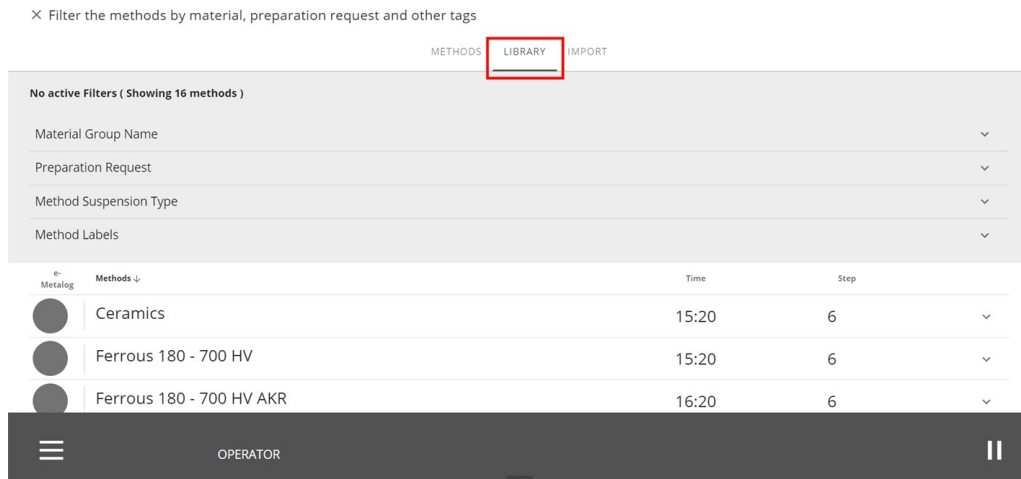 × Filter the methods by material, preparation request and other tags
METHODS LIBRARY IMPORT
No active Filters ( Showing 16 methods )
Material Group Name
Preparation Request
Method Suspension Type
Method Labels
e-
Metalog Methods ↓ Time Step
Ceramics 15:20 6
Ferrous 180 - 700 HV 15:20 6
Ferrous 180 - 700 HV AKR 16:20 6
OPERATOR